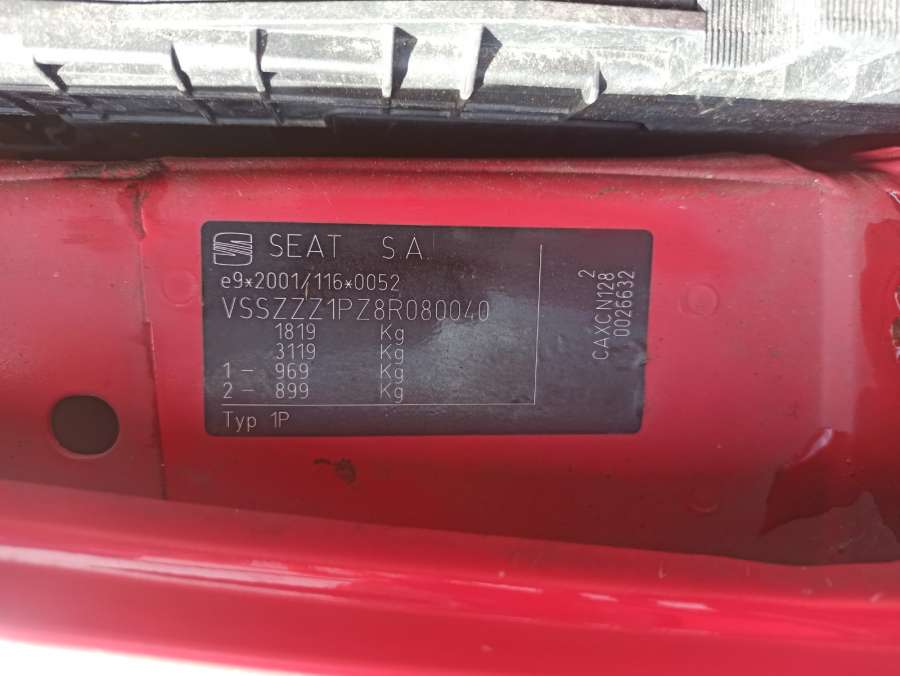 SEAT S.A.
e9*2001/116*0052
VSSZZZ1PZ8R080040
1819 Kg
3119 Kg
1 - 969 Kg
2 - 899 Kg
Typ 1P
CAXCN128 2
0026632